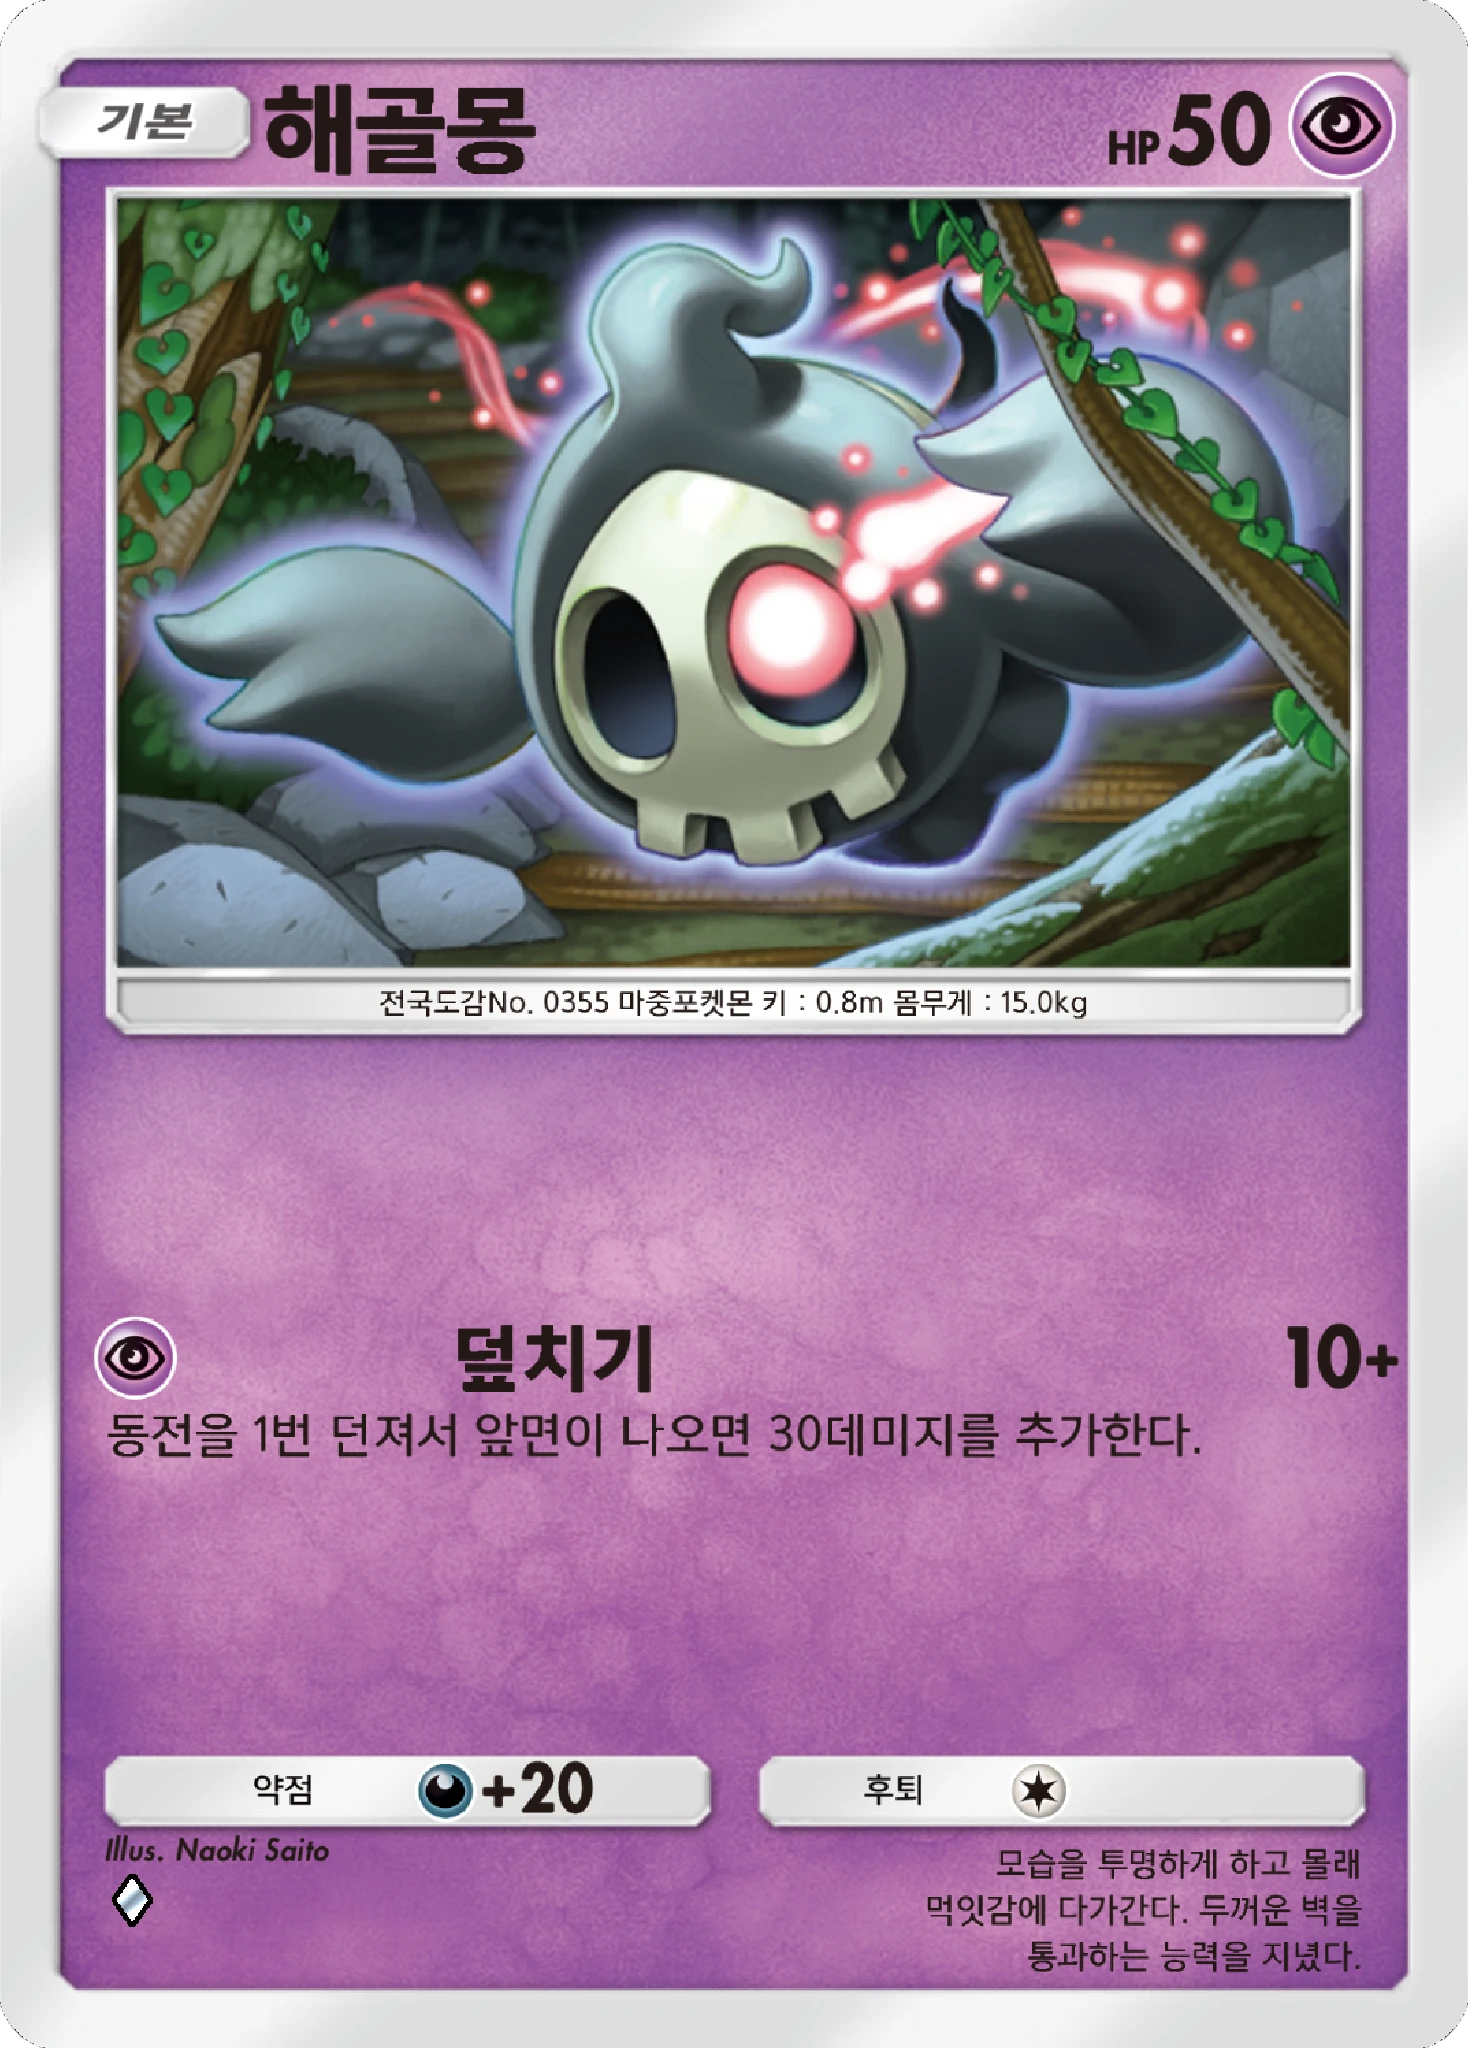 기본 해골몽 HP 50
전국도감No. 0355 마중포켓몬 키 : 0.8m 몸무게 : 15.0kg
덮치기 10+
동전을 1번 던져서 앞면이 나오면 30데미지를 추가한다.
약점 +20 후퇴
Illus. Naoki Saito
모습을 투명하게 하고 몰래
먹잇감에 다가간다. 두꺼운 벽을
통과하는 능력을 지녔다.